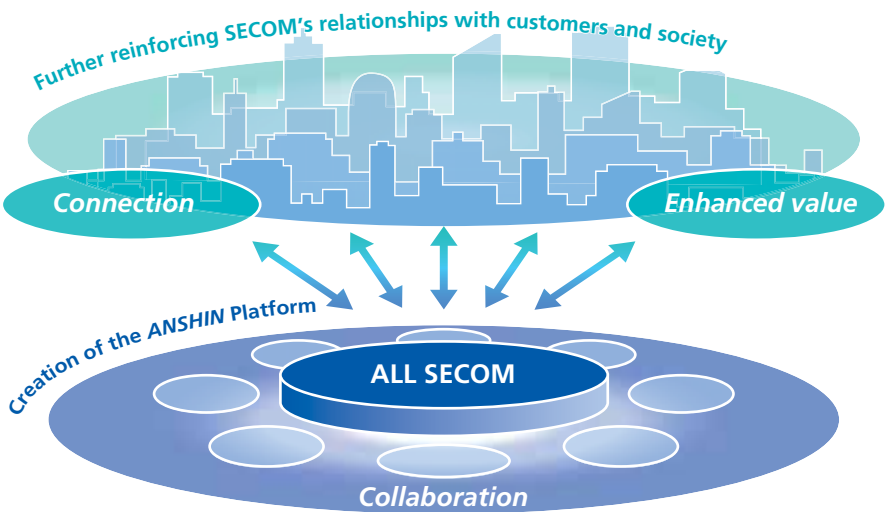 Further reinforcing SECOM's relationships with customers and society
Connection
Enhanced value
Creation of the ANSHIN Platform
ALL SECOM
Collaboration